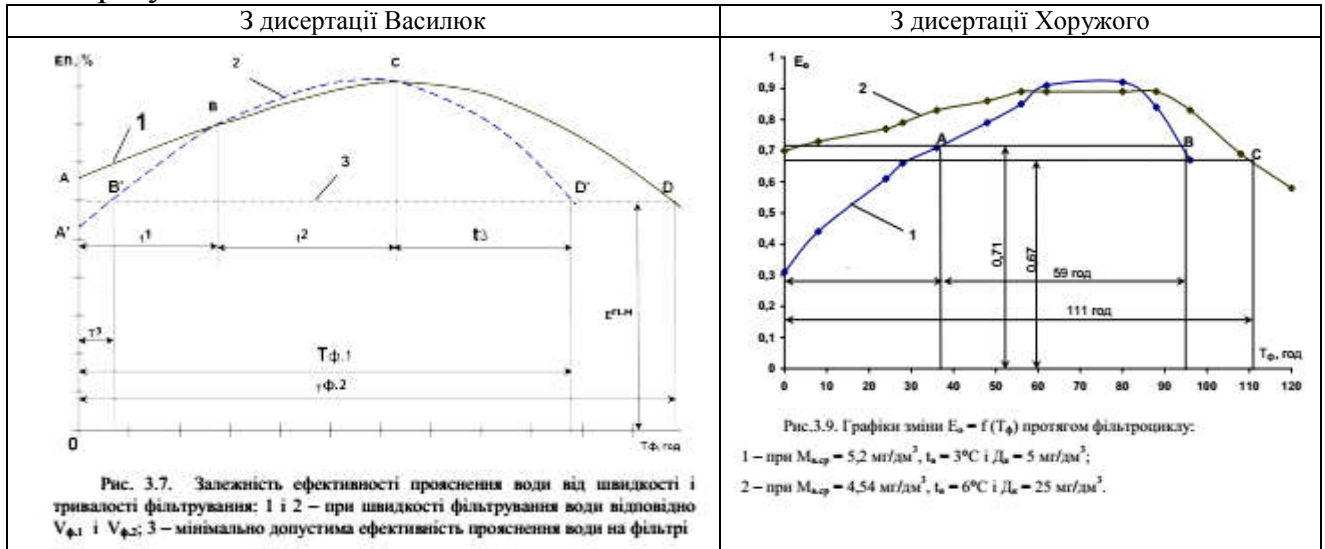 З дисертації Василюк
ЕП, %
2
C
B
1
3
A
B'
D'
D
A'
t3
Tф.1
тф.2
0
Тф, год
Рис. 3.7. Залежність ефективності прояснення води від швидкості і
тривалості фільтрування: 1 і 2 – при швидкості фільтрування води відповідно
Vф.1 і Vф.2; 3 – мінімально допустима ефективність прояснення води на фільтрі
З дисертації Хоружого
1
Eо
0,9
2
0,8
0,7
A
B
C
0,6
0,5
1
0,71
0,67
0,4
0,3
59 год
0,2
111 год
0,1
Тф, год
0
0 10 20 30 40 50 60 70 80 90 100 110 120
Рис.3.9. Графіки зміни Eо = f (Tф) протягом фільтроциклу:
1 – при Mв.ср = 5,2 мг/дм³, tв = 3°С і Дк = 5 мг/дм³;
2 – при Mв.ср = 4,54 мг/дм³, tв = 6°С і Дк = 25 мг/дм³.